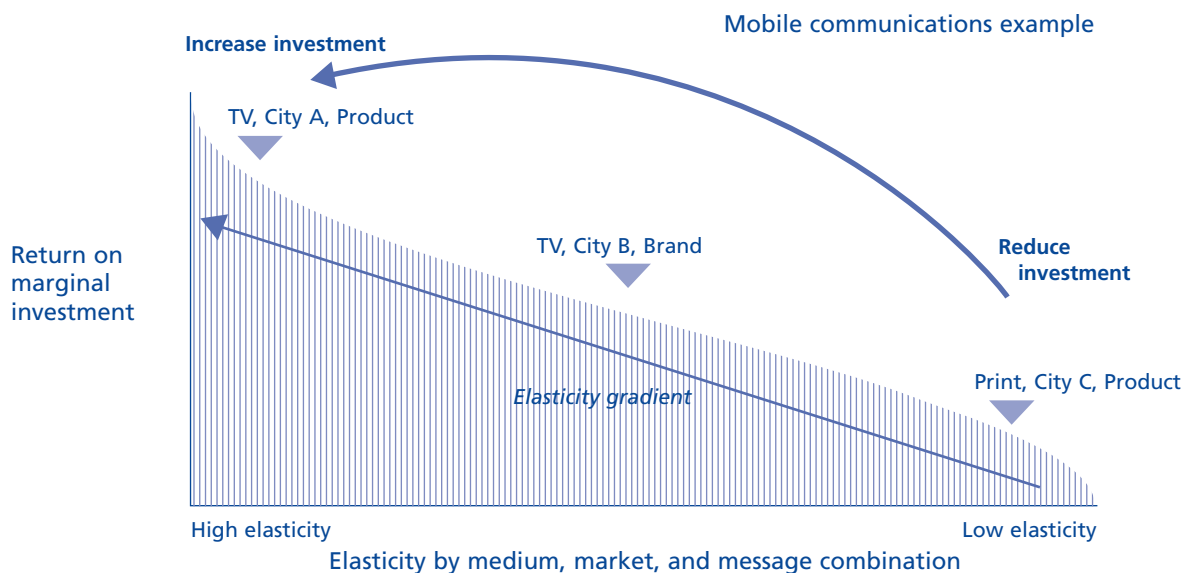 Mobile communications example
Increase investment
TV, City A, Product
TV, City B, Brand
Reduce
investment
Return on
marginal
investment
Print, City C, Product
Elasticity gradient
High elasticity
Low elasticity
Elasticity by medium, market, and message combination